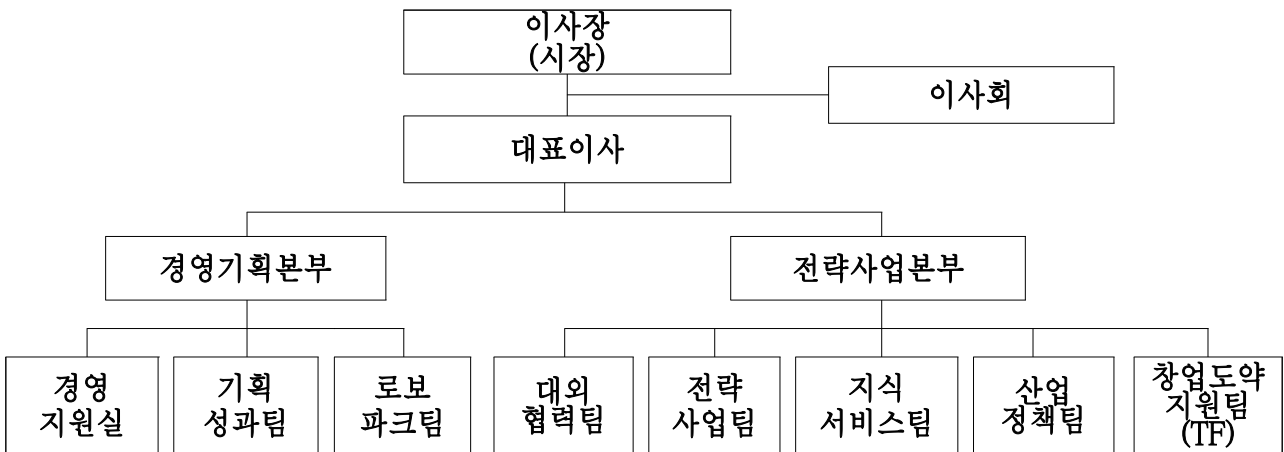 이사장
(시장)
이사회
대표이사
경영기획본부
전략사업본부
경영
지원실
기획
성과팀
로보
파크팀
대외
협력팀
전략
사업팀
지식
서비스팀
산업
정책팀
창업도약
지원팀
(TF)